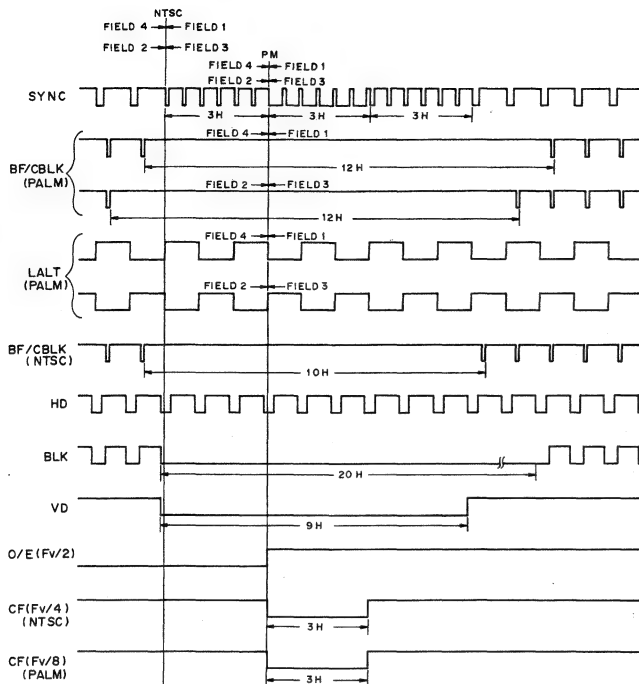 NTSC
FIELD 4 FIELD 1
FIELD 2 FIELD 3
PM
FIELD 4 FIELD 1
FIELD 2 FIELD 3
SYNC
3H 3H 3H
FIELD 4 FIELD 1
BF/CBLK
(PALM)
12H
FIELD 2 FIELD 3
12H
FIELD 4 FIELD 1
LALT
(PALM)
FIELD 2 FIELD 3
BF/CBLK
(NTSC)
10H
HD
BLK
20H
VD
9H
O/E(Fv/2)
CF(Fv/4)
(NTSC)
3H
CF(Fv/8)
(PALM)
3H